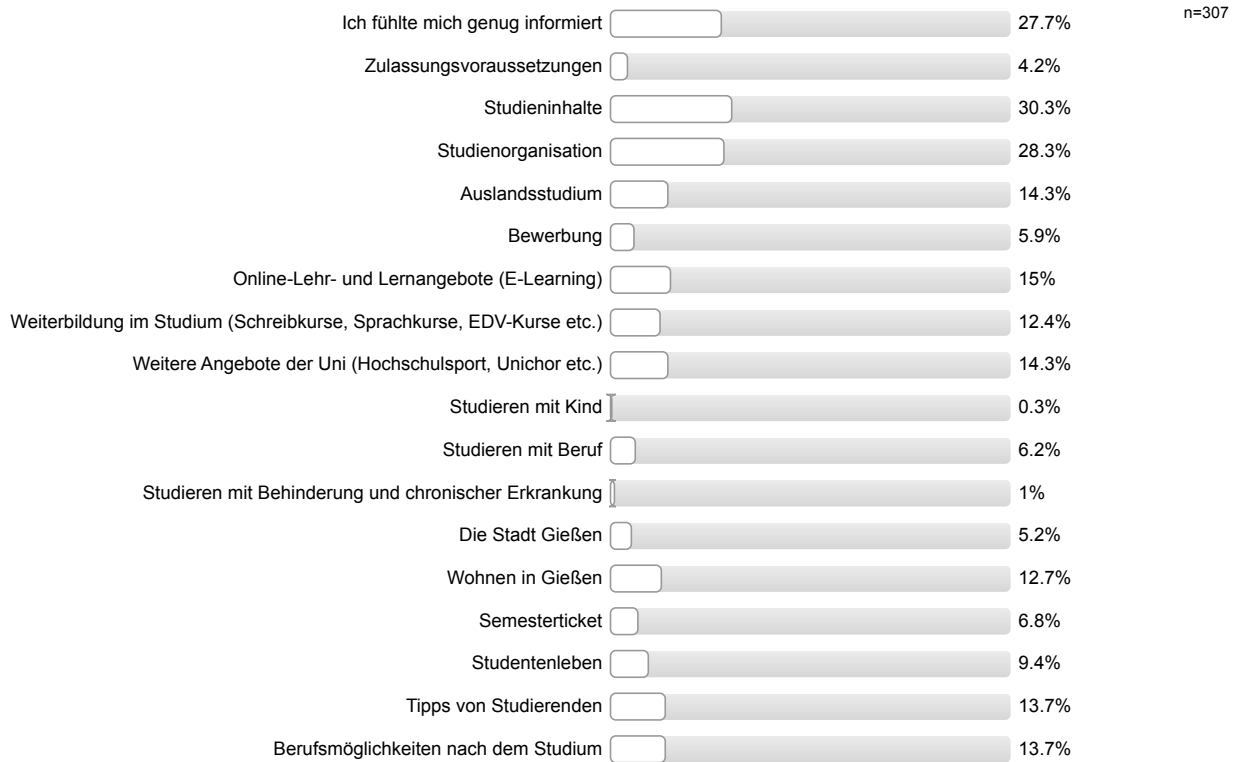 Ich fühlte mich genug informiert 27.7% n=307
Zulassungsvoraussetzungen 4.2%
Studieninhalte 30.3%
Studienorganisation 28.3%
Auslandsstudium 14.3%
Bewerbung 5.9%
Online-Lehr- und Lernangebote (E-Learning) 15%
Weiterbildung im Studium (Schreibkurse, Sprachkurse, EDV-Kurse etc.) 12.4%
Weitere Angebote der Uni (Hochschulsport, Unichor etc.) 14.3%
Studieren mit Kind 0.3%
Studieren mit Beruf 6.2%
Studieren mit Behinderung und chronischer Erkrankung 1%
Die Stadt Gießen 5.2%
Wohnen in Gießen 12.7%
Semesterticket 6.8%
Studentenleben 9.4%
Tipps von Studierenden 13.7%
Berufsmöglichkeiten nach dem Studium 13.7%